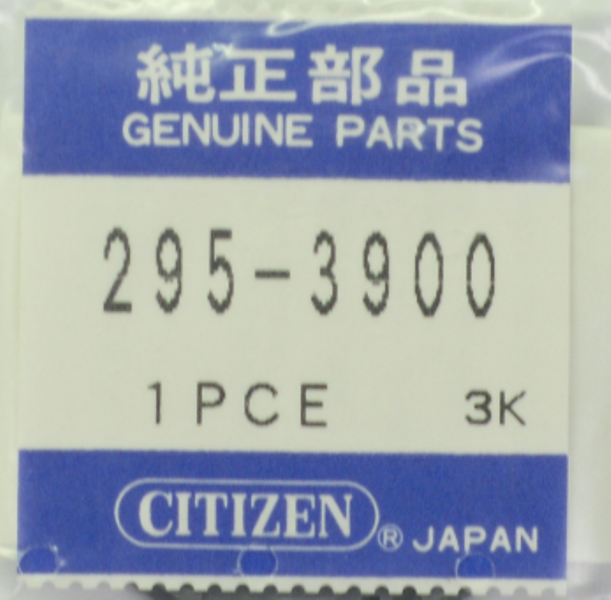 純正部品
GENUINE PARTS
295-3900
1PCE 3K
CITIZEN® JAPAN